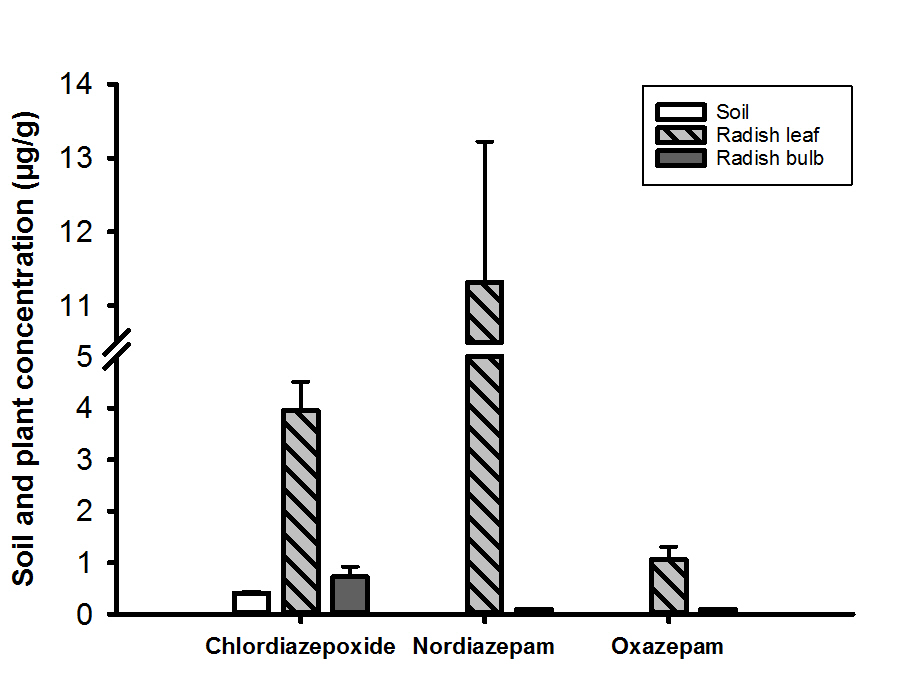 Soil and plant concentration (µg/g)
14
13
12
11
5
4
3
2
1
0
Soil
Radish leaf
Radish bulb
Chlordiazepoxide Nordiazepam Oxazepam